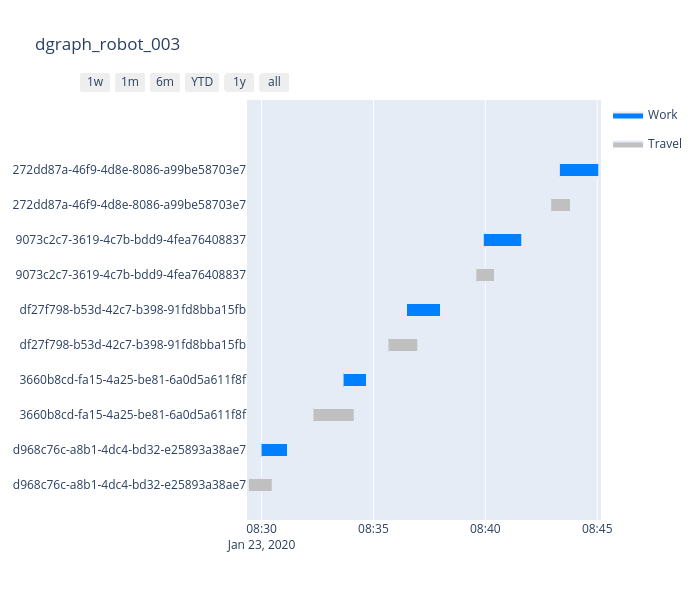 dgraph_robot_003
1w 1m 6m YTD 1y all
Work
Travel
272dd87a-46f9-4d8e-8086-a99be58703e7
272dd87a-46f9-4d8e-8086-a99be58703e7
9073c2c7-3619-4c7b-bdd9-4fea76408837
9073c2c7-3619-4c7b-bdd9-4fea76408837
df27f798-b53d-42c7-b398-91fd8bba15fb
df27f798-b53d-42c7-b398-91fd8bba15fb
3660b8cd-fa15-4a25-be81-6a0d5a611f8f
3660b8cd-fa15-4a25-be81-6a0d5a611f8f
d968c76c-a8b1-4dc4-bd32-e25893a38ae7
d968c76c-a8b1-4dc4-bd32-e25893a38ae7
08:30 08:35 08:40 08:45
Jan 23, 2020